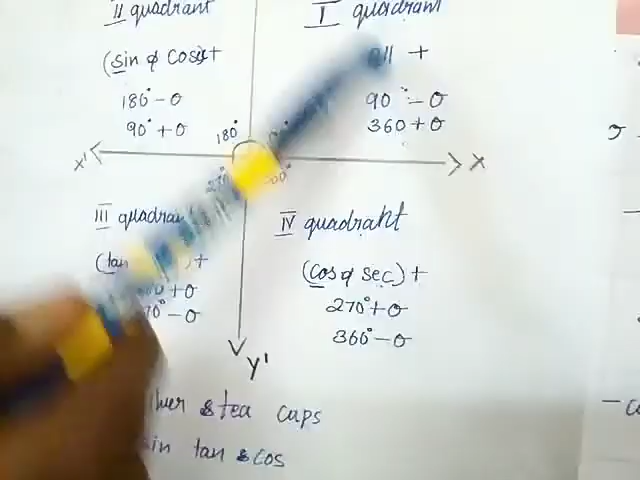 II quadrant
I quadrant
(sin & cosec)+
all +
180° - θ
90° - θ
90° + θ
360 + θ
180°
X'
X
III quadrant
IV quadrant
(tan
)+
(cos & sec) +
+ θ
270° + θ
- θ
360° - θ
Y'
& tea cups
tan & cos